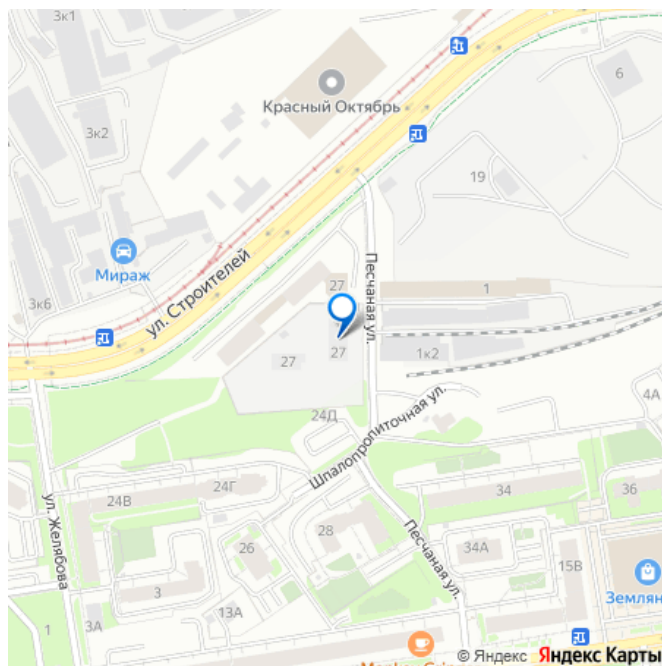 3к1
6
Красный Октябрь
3к2
19
Мираж
ул. Строителей
Песчаная ул.
27
1
3к6
27
27
1к2
24Д
Шпалопропиточная ул.
4А
24В
24Г
34
36
ул. Желябова
28
26
34А
15В
Песчаная ул.
3
Землян
13А
1
3А
© Яндекс Яндекс Карты